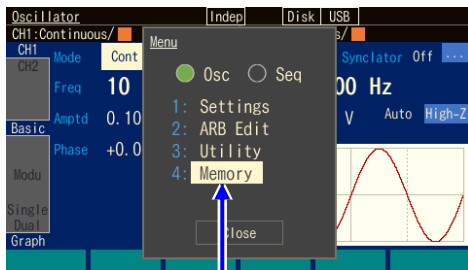 Oscillator Indep Disk USB
CH1:Continuous/ s/
CH1 Menu
CH2 Mode Cont Synclator Off ...
Osc Seq
Freq 10 00 Hz
1: Settings
Amptd 0.10 V Auto High-Z
Basic 2: ARB Edit
Phase +0.0 3: Utility
4: Memory
Modu
Single
Dual
Close
Graph